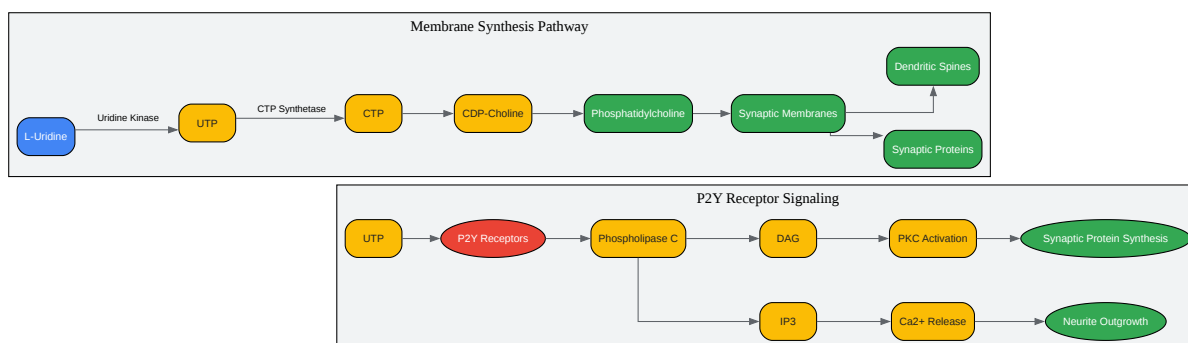 Membrane Synthesis Pathway
Dendritic Spines
Uridine Kinase
CTP Synthetase
L-Uridine
UTP
CTP
CDP-Choline
Phosphatidylcholine
Synaptic Membranes
Synaptic Proteins
P2Y Receptor Signaling
UTP
P2Y Receptors
Phospholipase C
DAG
PKC Activation
Synaptic Protein Synthesis
IP3
Ca2+ Release
Neurite Outgrowth